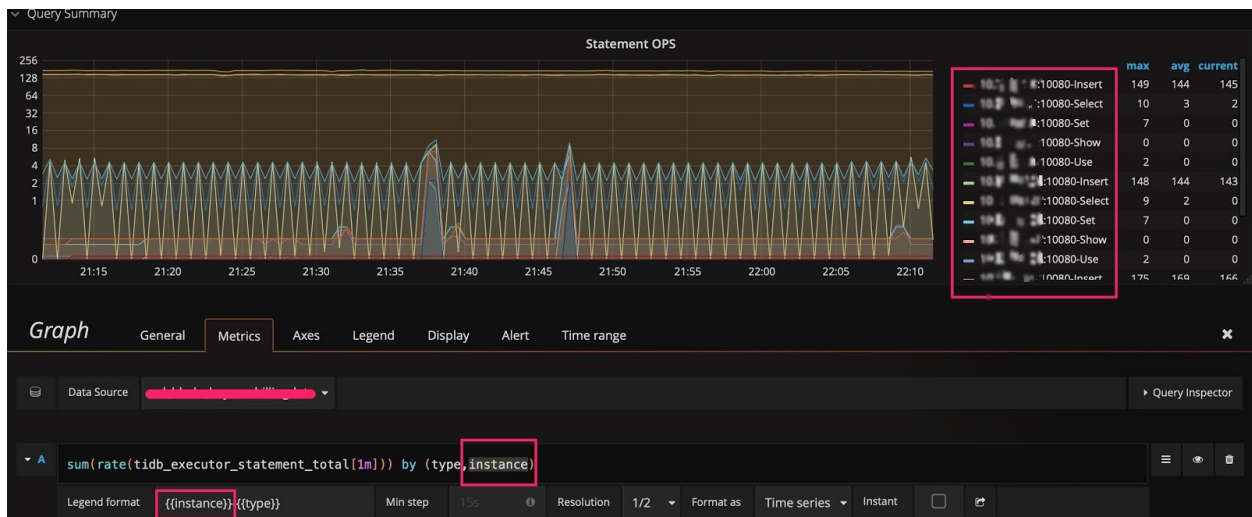 Query Summary
Statement OPS
256
128
64
32
16
8
4
2
1
0
21:15 21:20 21:25 21:30 21:35 21:40 21:45 21:50 21:55 22:00 22:05 22:10
max avg current
:10080-Insert 149 144 145
:10080-Select 10 3 2
:10080-Set 7 0 0
10080-Show 0 0 0
:10080-Use 2 0 0
:10080-Insert 148 144 143
:10080-Select 9 2 0
:10080-Set 7 0 0
:10080-Show 0 0 0
:10080-Use 2 0 0
10080-Insert 175 169 166
Graph General Metrics Axes Legend Display Alert Time range
Data Source Query Inspector
A sum(rate(tidb_executor_statement_total[1m])) by (type,instance)
Legend format {{instance}}-{{type}} Min step 15s Resolution 1/2 Format as Time series Instant